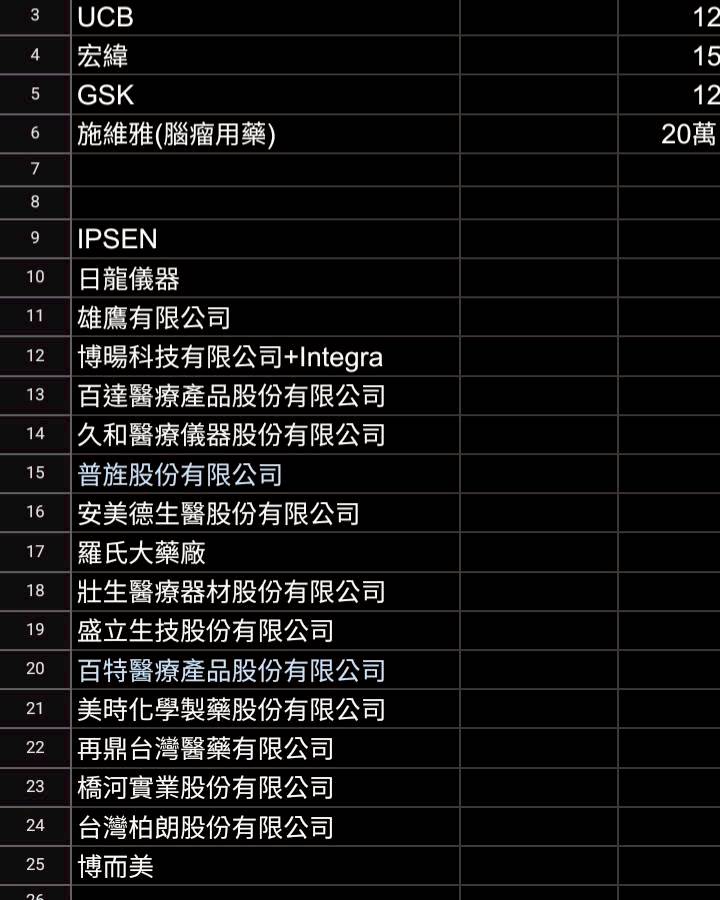 3 UCB 12
4 宏緯 15
5 GSK 12
6 施維雅(腦瘤用藥) 20萬
7
8
9 IPSEN
10 日龍儀器
11 雄鷹有限公司
12 博暘科技有限公司+Integra
13 百達醫療產品股份有限公司
14 久和醫療儀器股份有限公司
15 普旌股份有限公司
16 安美德生醫股份有限公司
17 羅氏大藥廠
18 壯生醫療器材股份有限公司
19 盛立生技股份有限公司
20 百特醫療產品股份有限公司
21 美時化學製藥股份有限公司
22 再鼎台灣醫藥有限公司
23 橋河實業股份有限公司
24 台灣柏朗股份有限公司
25 博而美
26